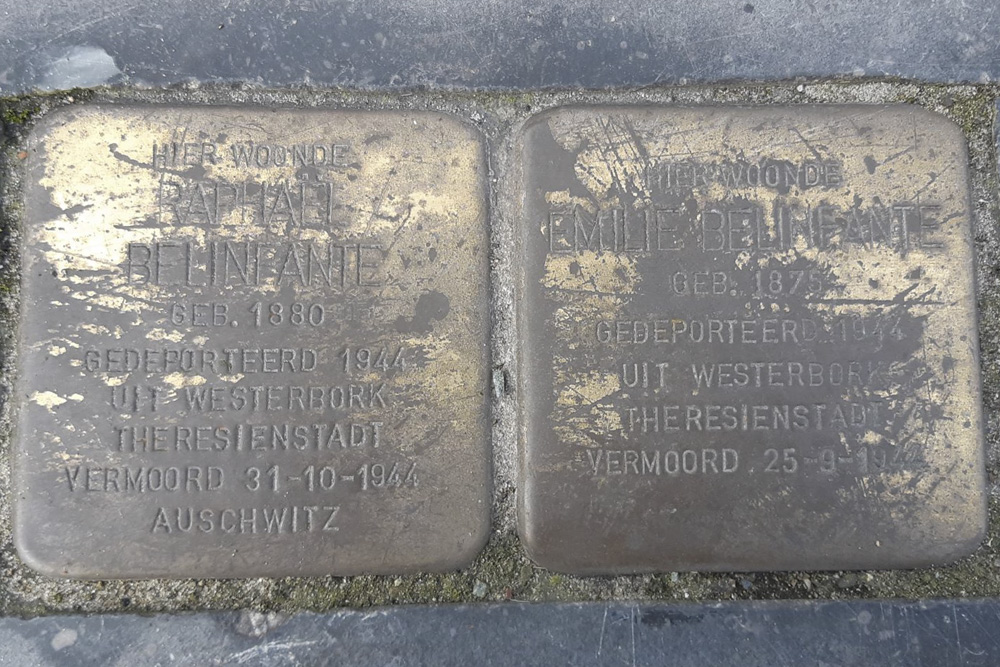 HIER WOONDE
RAPHAEL
BELINFANTE
GEB. 1880
GEDEPORTEERD 1944
UIT WESTERBORK
THERESIENSTADT
VERMOORD 31-10-1944
AUSCHWITZ
HIER WOONDE
EMILIE BELINFANTE
GEB. 1875
GEDEPORTEERD 1944
UIT WESTERBORK
THERESIENSTADT
VERMOORD 25-9-1944